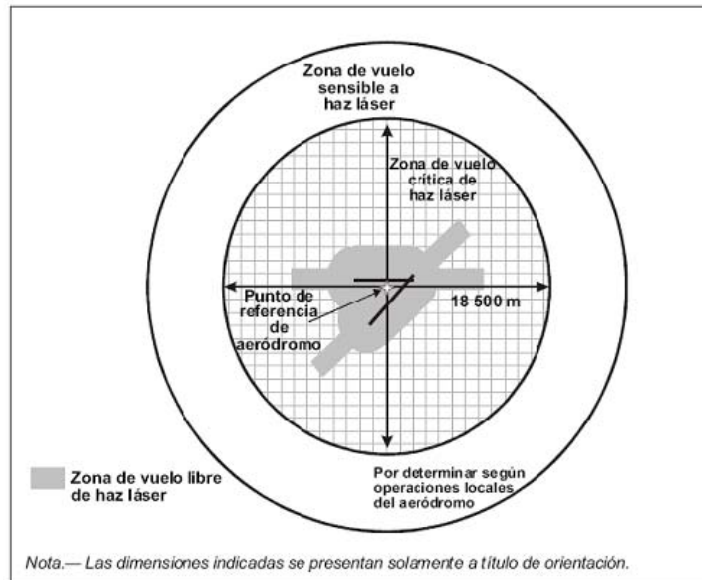 Zona de vuelo
sensible a
haz láser
Zona de vuelo
crítica de
haz láser
18 500 m
Punto de
referencia
de
aeródromo
Zona de vuelo libre
de haz láser
Por determinar según
operaciones locales
del aeródromo
Nota.— Las dimensiones indicadas se presentan solamente a título de orientación.